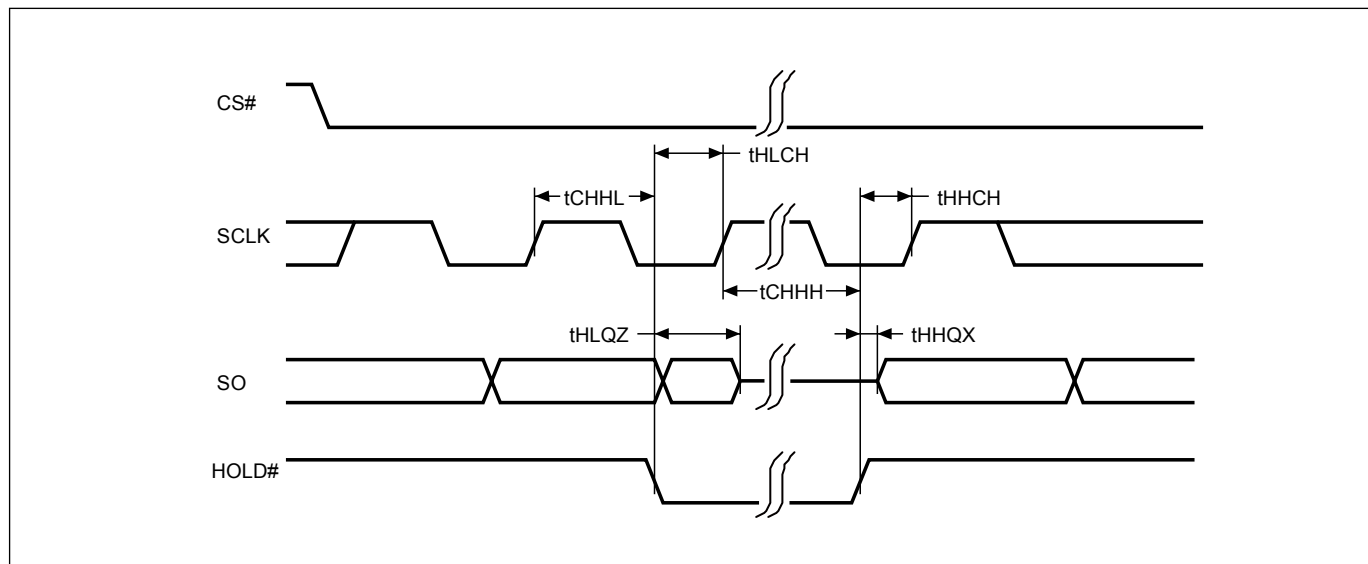 CS#
tHLCH
tCHHL
tHHCH
SCLK
tCHHH
tHLQZ
tHHQX
SO
HOLD#